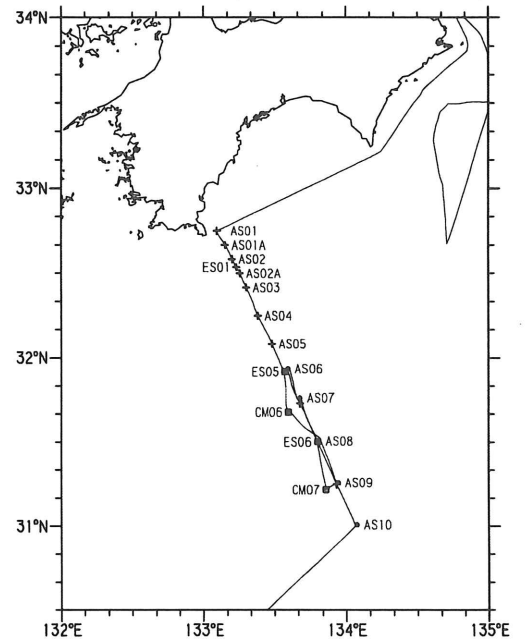 34°N
33°N
AS01
AS01A
AS02
ES01
AS02A
AS03
AS04
32°N
AS05
ES05 AS06
AS07
CM06
ES06 AS08
CM07 AS09
31°N
AS10
132°E 133°E 134°E 135°E